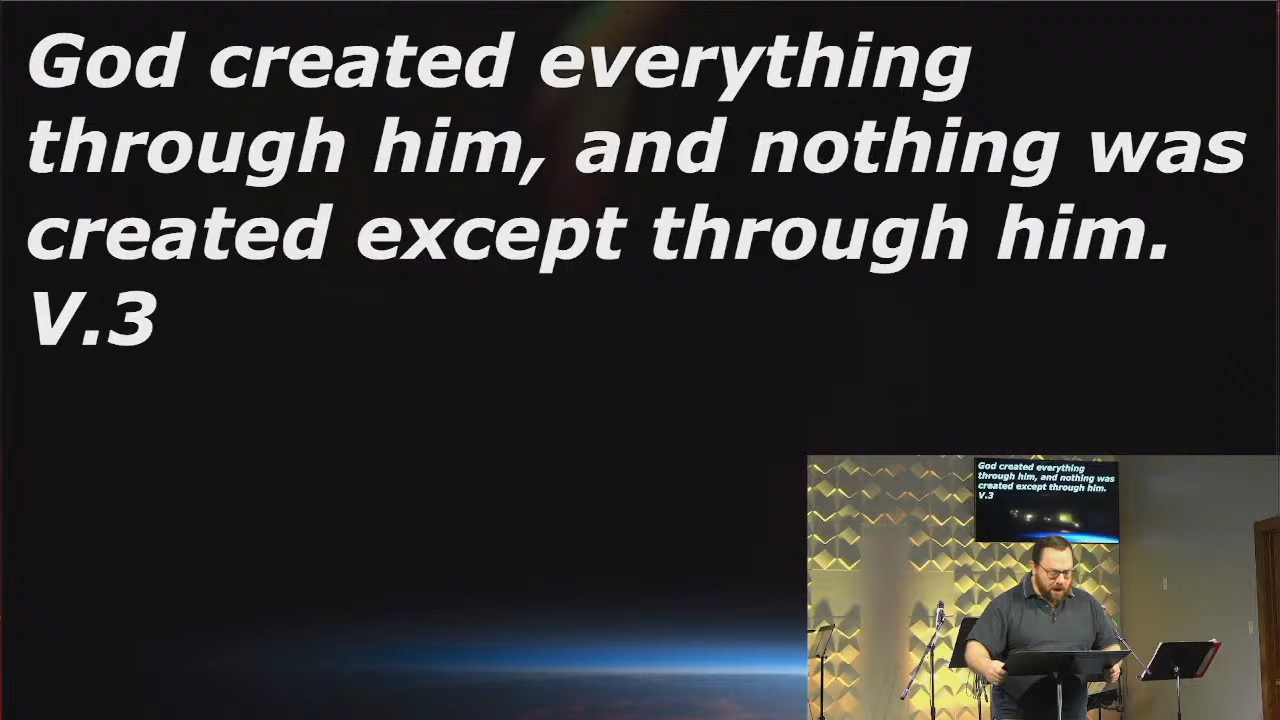 God created everything
through him, and nothing was
created except through him.
V.3
God created everything
through him, and nothing was
created except through him.
V.3